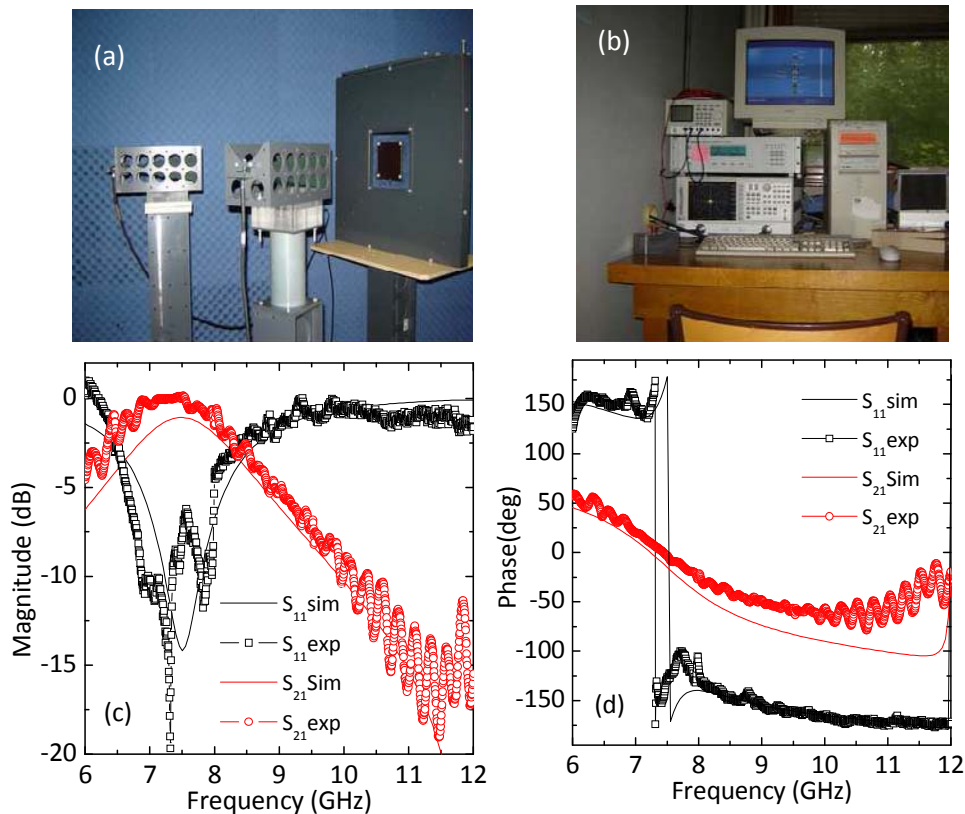 (a)
(b)
0
-5
-10
-15
-20
Magnitude (dB)
S11sim
S11exp
S21Sim
S21exp
(c)
6 7 8 9 10 11 12
Frequency (GHz)
150
100
50
0
-50
-100
-150
Phase(deg)
S11sim
S11exp
S21Sim
S21exp
(d)
6 7 8 9 10 11 12
Frequency (GHz)